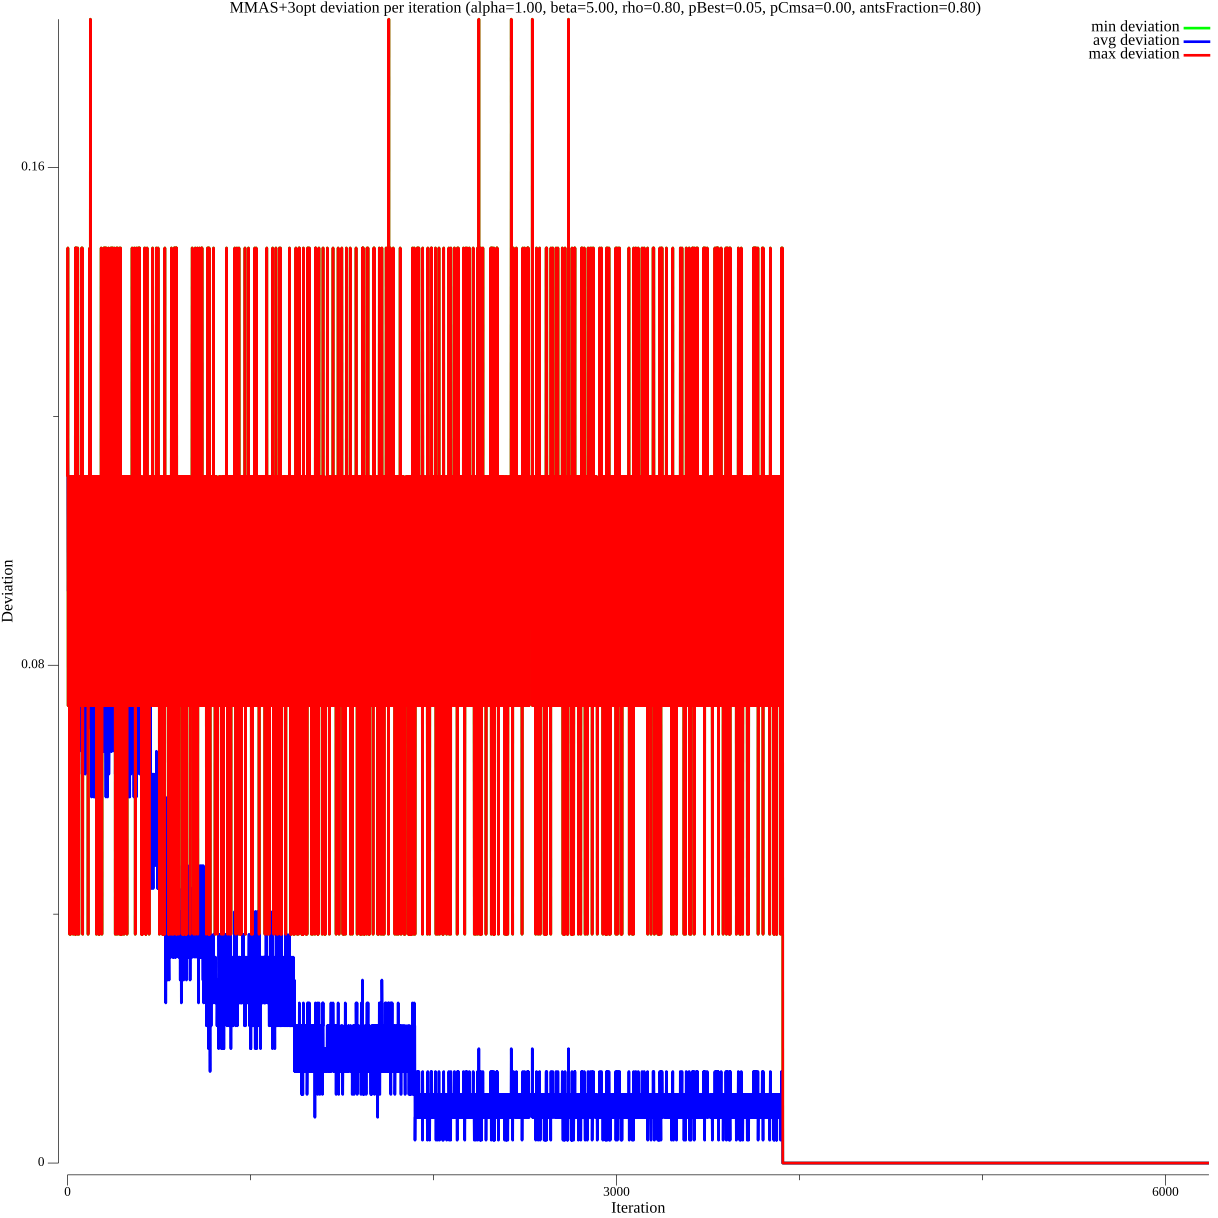 MMAS+3opt deviation per iteration (alpha=1.00, beta=5.00, rho=0.80, pBest=0.05, pCmsa=0.00, antsFraction=0.80)
min deviation
avg deviation
max deviation
0.16
0.08
0
Deviation
0
3000
6000
Iteration